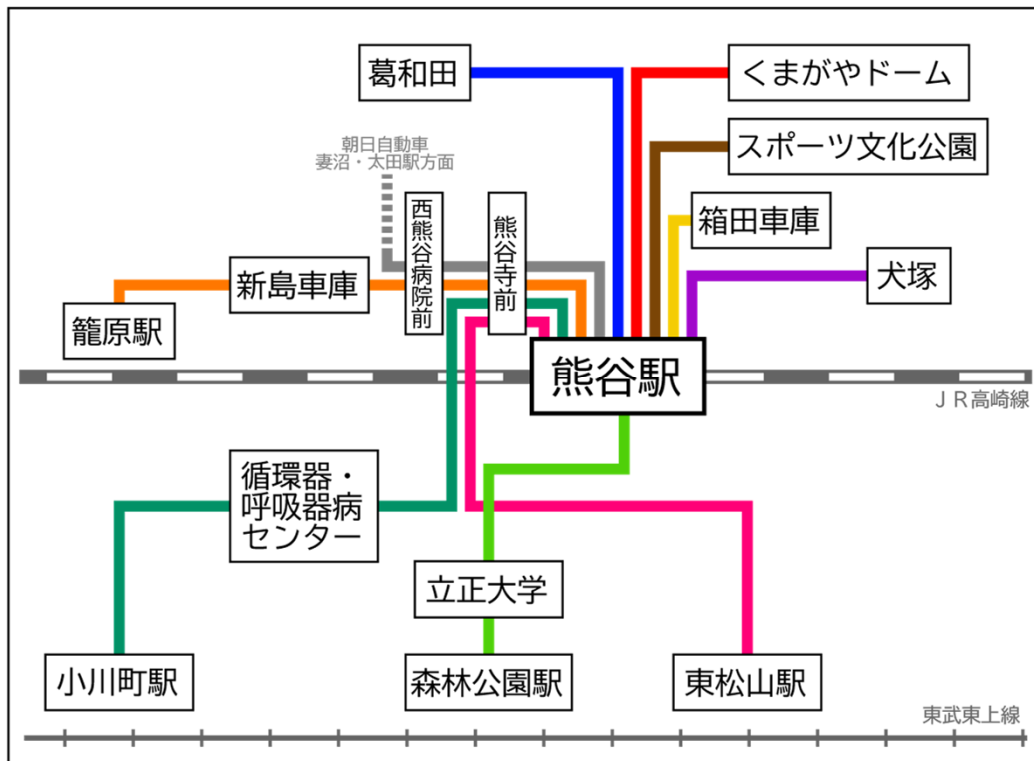 葛和田
くまがやドーム
朝日自動車
妻沼・太田駅方面
スポーツ文化公園
西熊谷病院前
熊谷寺前
箱田車庫
新島車庫
犬塚
籠原駅
熊谷駅
JR高崎線
循環器・
呼吸器病
センター
立正大学
小川町駅
森林公園駅
東松山駅
東武東上線